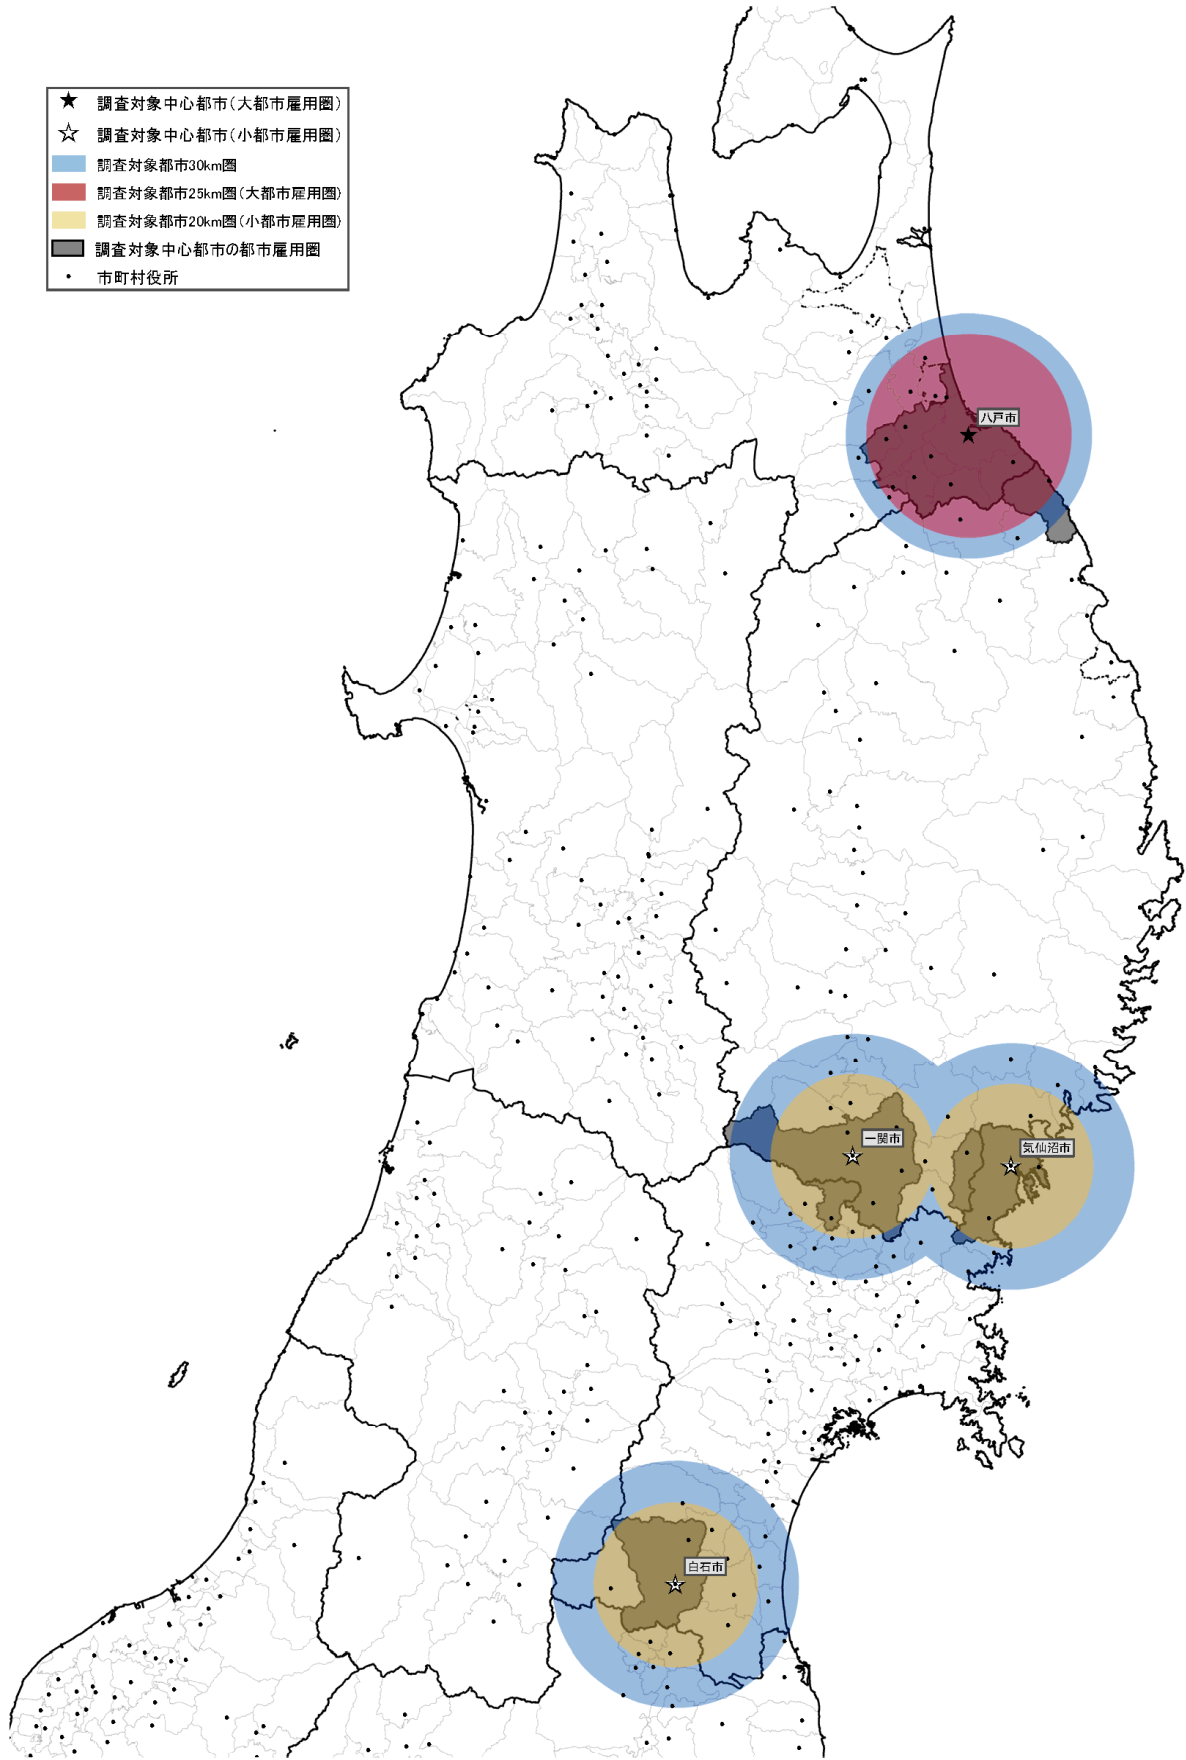 調査対象中心都市(大都市雇用圏)
調査対象中心都市(小都市雇用圏)
調査対象都市30km圏
調査対象都市25km圏(大都市雇用圏)
調査対象都市20km圏(小都市雇用圏)
調査対象中心都市の都市雇用圏
市町村役所
八戸市
一関市
気仙沼市
白石市